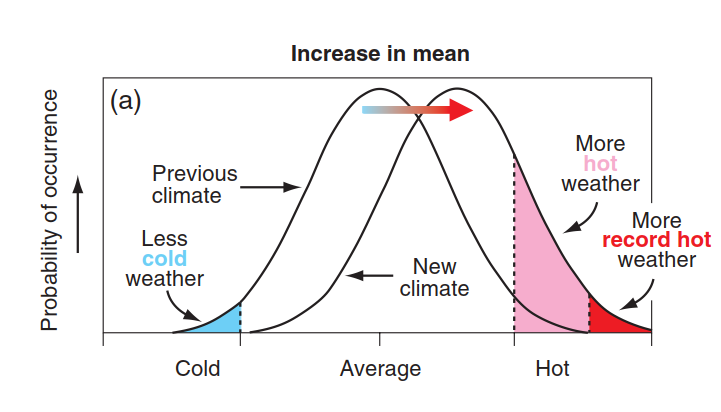 Increase in mean
(a)
Probability of occurrence
Previous
climate
Less
cold
weather
New
climate
More
hot
weather
More
record hot
weather
Cold
Average
Hot